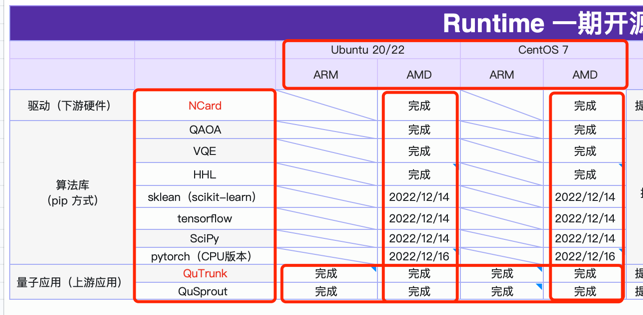 Runtime 一期开源
Ubuntu 20/22 CentOS 7
ARM AMD ARM AMD
驱动（下游硬件） NCard 完成 完成
QAOA 完成 完成
VQE 完成 完成
算法库
（pip 方式）
HHL 完成 完成
sklean（scikit-learn） 2022/12/14 2022/12/14
tensorflow 2022/12/14 2022/12/14
SciPy 2022/12/14 2022/12/14
pytorch（CPU版本） 2022/12/16 2022/12/16
量子应用（上游应用）
QuTrunk 完成 完成 完成 完成
QuSprout 完成 完成 完成 完成